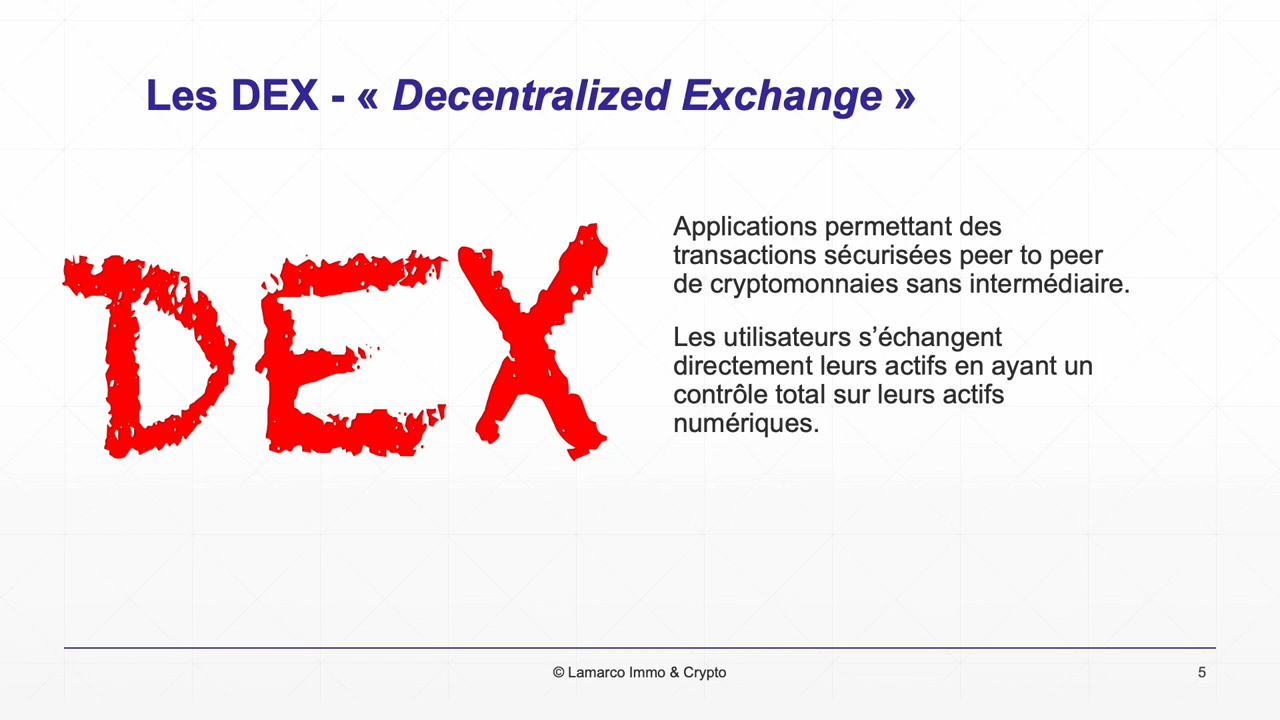 Les DEX - « Decentralized Exchange »
DEX
Applications permettant des
transactions sécurisées peer to peer
de cryptomonnaies sans intermédiaire.
Les utilisateurs s’échangent
directement leurs actifs en ayant un
contrôle total sur leurs actifs
numériques.
© Lamarco Immo & Crypto
5